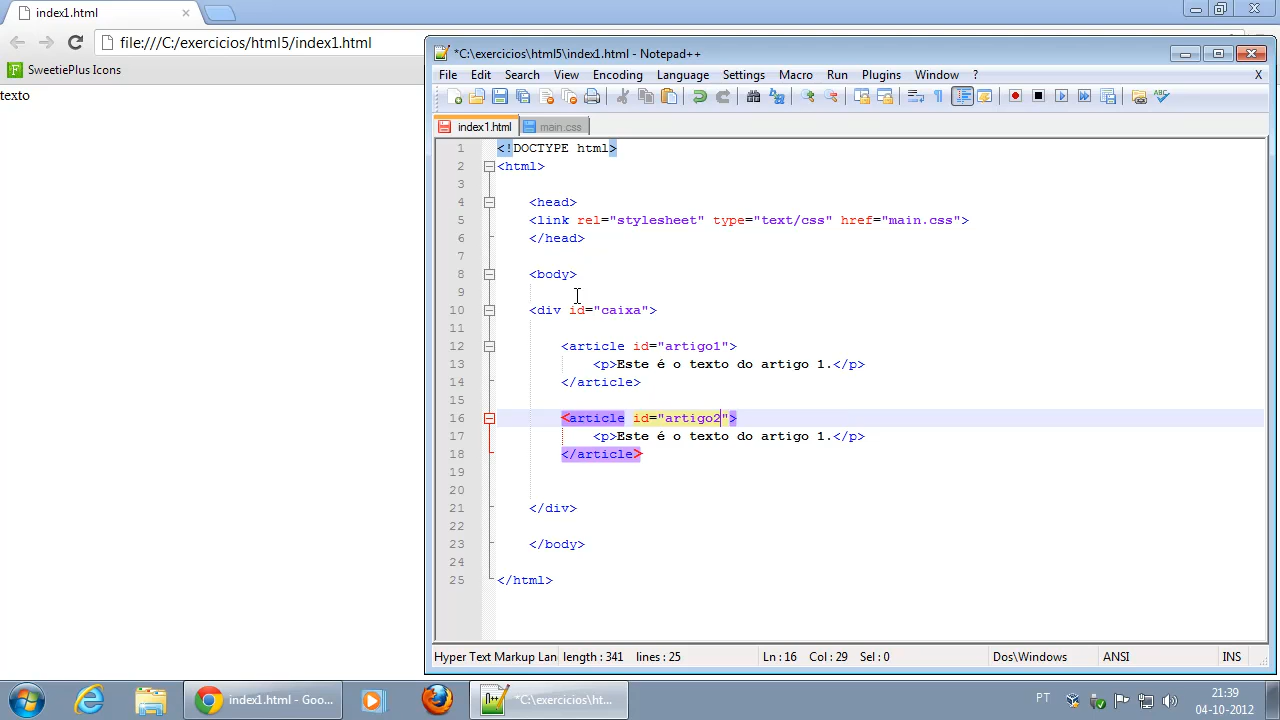 index1.html
file:///C:/exercicios/html5/index1.html
SweetiePlus Icons
texto
*C:\exercicios\html5\index1.html - Notepad++
File Edit Search View Encoding Language Settings Macro Run Plugins Window ? X
index1.html main.css
1 <!DOCTYPE html>
2 <html>
3
4 <head>
5 <link rel="stylesheet" type="text/css" href="main.css">
6 </head>
7
8 <body>
9
10 <div id="caixa">
11
12 <article id="artigo1">
13 <p>Este é o texto do artigo 1.</p>
14 </article>
15
16 <article id="artigo2">
17 <p>Este é o texto do artigo 1.</p>
18 </article>
19
20
21 </div>
22
23 </body>
24
25 </html>
Hyper Text Markup Lan length : 341 lines : 25 Ln : 16 Col : 29 Sel : 0 Dos\Windows ANSI INS
index1.html - Goo... *C:\exercicios\ht... PT 21:39
04-10-2012